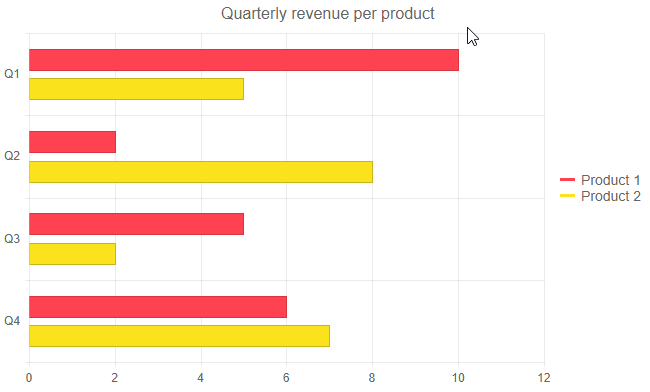 Quarterly revenue per product
Q1
Q2
Q3
Q4
0 2 4 6 8 10 12
Product 1
Product 2